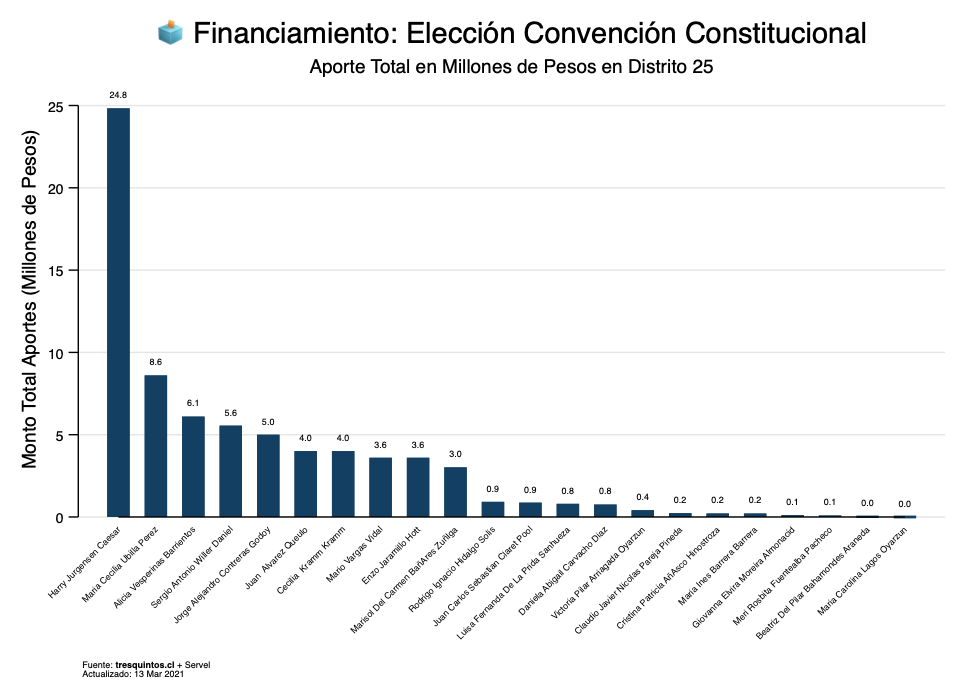 Financiamiento: Elección Convención Constitucional
Aporte Total en Millones de Pesos en Distrito 25
Monto Total Aportes (Millones de Pesos)
25
20
15
10
5
0
24.8
8.6
6.1
5.6
5.0
4.0
4.0
3.6
3.6
3.0
0.9
0.9
0.8
0.8
0.4
0.2
0.2
0.2
0.1
0.1
0.0
0.0
Harry Jurgensen Caesar
Maria Cecilia Ubilla Perez
Alicia Vesperinas Barrientos
Sergio Antonio Willer Daniel
Jorge Alejandro Contreras Godoy
Juan Alvarez Queulo
Cecilia Kramm Kramm
Mario Vargas Vidal
Enzo Jaramillo Hott
Marisol Del Carmen BañAres Zuñiga
Rodrigo Ignacio Hidalgo Solis
Juan Carlos Sebastian Claret Pool
Luisa Fernanda De La Prida Sanhueza
Daniela Abigail Carvacho Diaz
Victoria Pilar Arriagada Oyarzun
Claudio Javier Nicolas Pareja Pineda
Cristina Patricia AñAsco Hinostroza
Maria Ines Barrera Barrera
Giovanna Elvira Moreira Almonacid
Meri Rosbita Fuentealba Pacheco
Beatriz Del Pilar Bahamondes Araneda
Maria Carolina Lagos Oyarzun
Fuente: tresquintos.cl + Servel
Actualizado: 13 Mar 2021